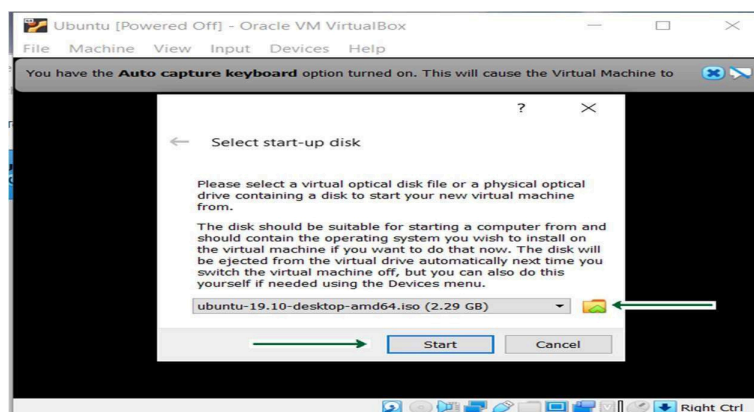 Ubuntu [Powered Off] - Oracle VM VirtualBox
File Machine View Input Devices Help
You have the Auto capture keyboard option turned on. This will cause the Virtual Machine to
?
Select start-up disk
Please select a virtual optical disk file or a physical optical
drive containing a disk to start your new virtual machine
from.
The disk should be suitable for starting a computer from and
should contain the operating system you wish to install on
the virtual machine if you want to do that now. The disk will
be ejected from the virtual drive automatically next time you
switch the virtual machine off, but you can also do this
yourself if needed using the Devices menu.
ubuntu-19.10-desktop-amd64.iso (2.29 GB)
Start Cancel
Right Ctrl